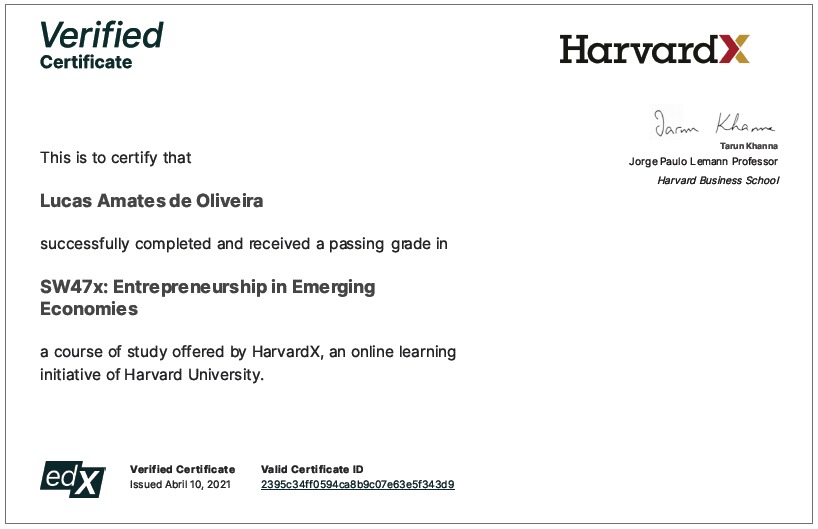 Verified
Certificate
HarvardX
Tarun Khanna
Tarun Khanna
Jorge Paulo Lemann Professor
Harvard Business School
This is to certify that
Lucas Amates de Oliveira
successfully completed and received a passing grade in
SW47x: Entrepreneurship in Emerging
Economies
a course of study offered by HarvardX, an online learning
initiative of Harvard University.
edX
Verified Certificate
Issued Abril 10, 2021
Valid Certificate ID
2395c34ff0594ca8b9c07e63e5f343d9